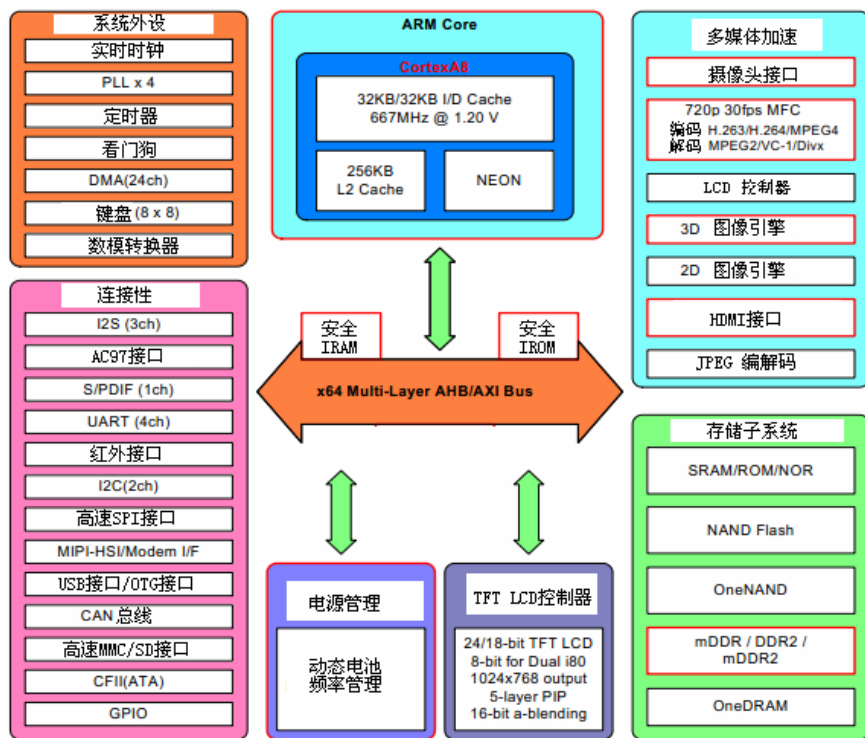 系统外设
实时时钟
PLL x 4
定时器
看门狗
DMA(24ch)
键盘(8 x 8)
数模转换器
连接性
I2S (3ch)
AC97接口
S/PDIF (1ch)
UART (4ch)
红外接口
I2C(2ch)
高速SPI接口
MIPI-HSI/Modem I/F
USB接口/OTG接口
CAN 总线
高速MMC/SD接口
CFII(ATA)
GPIO
ARM Core
CortexA8
32KB/32KB I/D Cache
667MHz @ 1.20 V
256KB
L2 Cache
NEON
安全
IRAM
安全
IROM
x64 Multi-Layer AHB/AXI Bus
电源管理
动态电池
频率管理
TFT LCD控制器
24/18-bit TFT LCD
8-bit for Dual i80
1024x768 output
5-layer PIP
16-bit a-blending
多媒体加速
摄像头接口
720p 30fps MFC
编码 H.263/H.264/MPEG4
解码 MPEG2/VC-1/Divx
LCD 控制器
3D 图像引擎
2D 图像引擎
HDMI接口
JPEG 编解码
存储子系统
SRAM/ROM/NOR
NAND Flash
OneNAND
mDDR / DDR2 /
mDDR2
OneDRAM